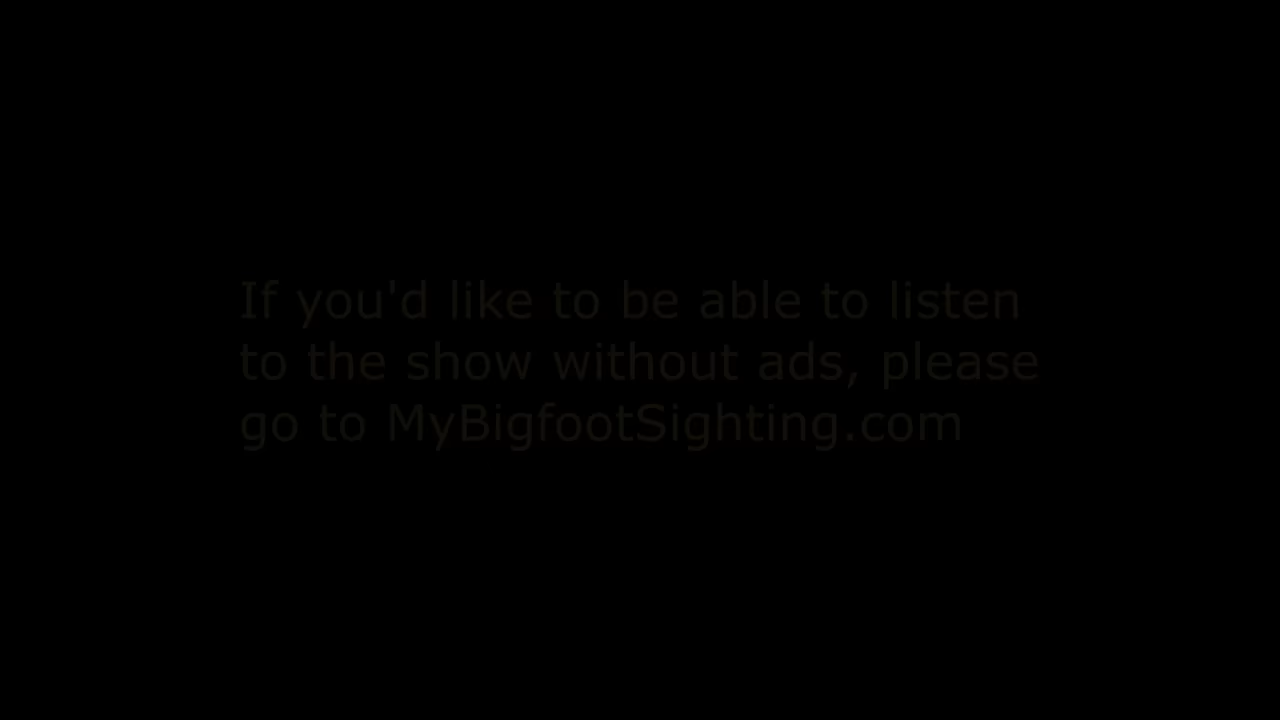 If you'd like to be able to listen
to the show without ads, please
go to MyBigfootSighting.com